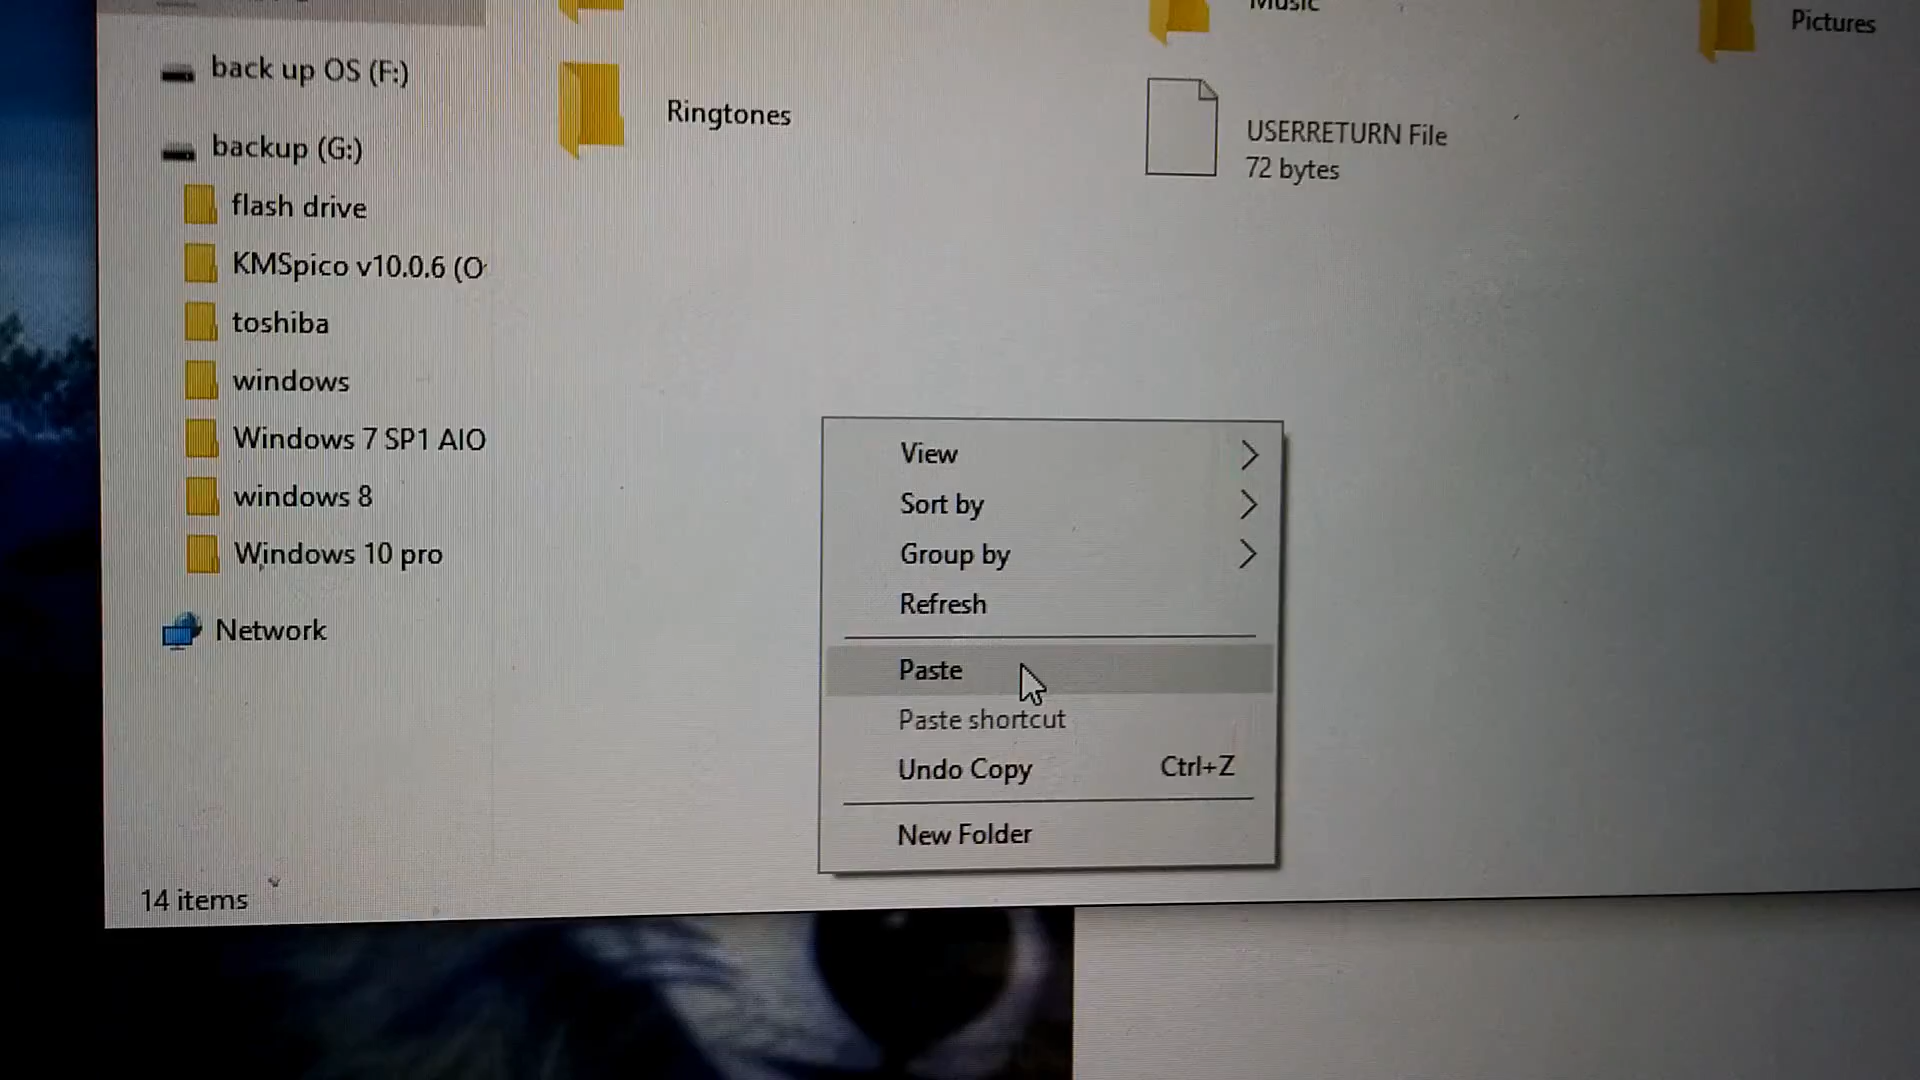 Music
Pictures
back up OS (F:)
Ringtones
USERRETURN File
72 bytes
backup (G:)
flash drive
KMSpico v10.0.6 (O
toshiba
windows
Windows 7 SP1 AIO
windows 8
Windows 10 pro
Network
View
Sort by
Group by
Refresh
Paste
Paste shortcut
Undo Copy Ctrl+Z
New Folder
14 items